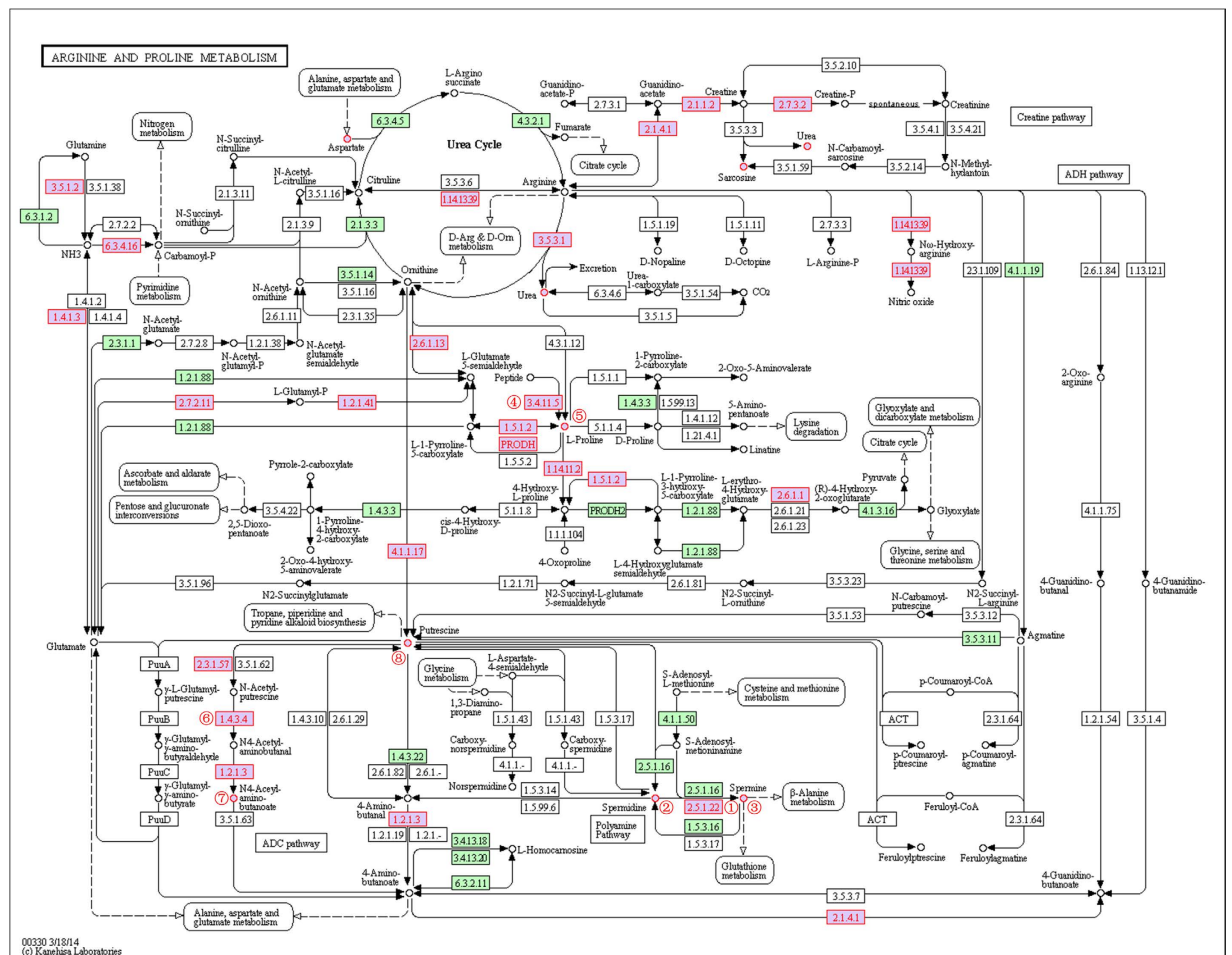 ARGININE AND PROLINE METABOLISM
Alanine, aspartate and
glutamate metabolism
L-Argino
succinate
Guanidino-
acetate-P
2.7.3.1
Guanidino-
acetate
2.1.1.2
Creatine
2.7.3.2
Creatine-P
spontaneous
Creatinine
3.5.2.10
Creatine pathway
Nitrogen
metabolism
Aspartate
6.3.4.5
4.3.2.1
Fumarate
Citrate cycle
Urea Cycle
2.1.4.1
3.5.3.3
Urea
3.5.4.1
3.5.4.21
Sarcosine
3.5.1.59
N-Carbamoyl-
sarcosine
3.5.2.14
N-Methyl-
hydantoin
ADH pathway
Glutamine
3.5.1.2
3.5.1.38
6.3.1.2
N-Succinyl-
citrulline
2.1.3.11
N-Succinyl-
ornithine
N-Acetyl-
L-citrulline
3.5.1.16
Citruline
3.5.3.6
1.14.13.39
Arginine
2.7.2.2
6.3.4.16
NH3
Carbamoyl-P
2.1.3.9
2.1.3.3
D-Arg & D-Orn
metabolism
3.5.3.1
1.5.1.19
D-Nopaline
1.5.1.11
D-Octopine
2.7.3.3
L-Arginine-P
1.14.13.39
Nω-Hydroxy-
arginine
1.14.13.39
Nitric oxide
2.3.1.109
4.1.1.19
2.6.1.84
1.13.12.1
Pyrimidine
metabolism
3.5.1.14
3.5.1.16
Ornithine
N-Acetyl-
ornithine
2.6.1.11
2.3.1.35
Urea
Excretion
6.3.4.6
Urea-
1-carboxylate
3.5.1.54
CO2
3.5.1.5
1.4.1.2
1.4.1.3
1.4.1.4
N-Acetyl-
glutamate
2.3.1.1
2.7.2.8
N-Acetyl-
glutamyl-P
1.2.1.38
N-Acetyl-
glutamate
semialdehyde
2.6.1.13
4.3.1.12
L-Glutamate
5-semialdehyde
Peptide
1.2.1.88
L-Glutamyl-P
2.7.2.11
1.2.1.41
④
3.4.11.5
⑤
1.2.1.88
1.5.1.2
PRODH
1.5.5.2
L-1-Pyrroline-
5-carboxylate
L-Proline
1.5.1.1
1-Pyrroline-
2-carboxylate
2-Oxo-5-Aminovalerate
5.1.1.4
D-Proline
1.4.3.3
1.5.99.13
1.4.1.12
1.21.4.1
5-Amino-
pentanoate
Linatine
Lysine
degradation
2-Oxo-
arginine
Glyoxylate and
dicarboxylate metabolism
Citrate cycle
Ascorbate and aldarate
metabolism
Pentose and glucuronate
interconversions
Pyrrole-2-carboxylate
3.5.4.22
2,5-Dioxo-
pentanoate
1-Pyrroline-
4-hydroxy-
2-carboxylate
2-Oxo-4-hydroxy-
5-aminovalerate
1.4.3.3
cis-4-Hydroxy-
D-proline
5.1.1.8
4-Hydroxy-
L-proline
1.14.11.2
1.5.1.2
PRODH2
L-1-Pyrroline-
3-hydroxy-
5-carboxylate
1.2.1.88
L-erythro-
4-Hydroxy-
glutamate
2.6.1.1
2.6.1.21
2.6.1.23
(R)-4-Hydroxy-
2-oxoglutarate
4.1.3.16
Pyruvate
Glyoxylate
1.1.1.104
4-Oxoproline
L-4-Hydroxyglutamate
semialdehyde
1.2.1.88
Glycine, serine and
threonine metabolism
4.1.1.75
4.1.1.17
3.5.1.96
N2-Succinylglutamate
1.2.1.71
N2-Succinyl-L-glutamate
5-semialdehyde
2.6.1.81
N2-Succinyl-
L-ornithine
3.5.3.23
N2-Succinyl-
L-arginine
4-Guanidino-
butanal
4-Guanidino-
butanamide
Tropane, piperidine and
pyridine alkaloid biosynthesis
3.5.1.53
N-Carbamoyl-
putrescine
3.5.3.12
3.5.3.11
Agmatine
Glutamate
Putrescine
⑧
PuuA
2.3.1.57
3.5.1.62
γ-L-Glutamyl-
putrescine
N-Acetyl-
putrescine
PuuB
⑥
1.4.3.4
γ-Glutamyl-
γ-amino-
butyraldehyde
N4-Acetyl-
aminobutanal
PuuC
1.2.1.3
γ-Glutamyl-
γ-amino-
butyrate
⑦
N4-Aceyl-
amino-
butanoate
PuuD
3.5.1.63
ADC pathway
1.4.3.10
2.6.1.29
1.4.3.22
2.6.1.82
2.6.1.-
4-Amino-
butanal
1.2.1.3
1.2.1.19
1.2.1.-
Glycine
metabolism
L-Aspartate-
4-semialdehyde
1,3-Diamino-
propane
1.5.1.43
1.5.1.43
1.5.3.17
Carboxy-
norspermidine
Carboxy-
spermidine
4.1.1.-
4.1.1.-
Norspermidine
1.5.3.14
1.5.99.6
S-Adenosyl-
L-methionine
Cysteine and methionine
metabolism
4.1.1.50
S-Adenosyl-
metioninamine
2.5.1.16
2.5.1.16
2.5.1.22
①
Spermidine
②
Spermine
③
1.5.3.16
1.5.3.17
Polyamine
Pathway
β-Alanine
metabolism
Glutathione
metabolism
p-Coumaroyl-CoA
ACT
2.3.1.64
p-Coumaroyl-
ptrescine
p-Coumaroyl-
agmatine
Feruloyl-CoA
ACT
2.3.1.64
Feruloylptrescine
Feruloylagmatine
1.2.1.54
3.5.1.4
3.4.13.18
3.4.13.20
6.3.2.11
L-Homocarnosine
4-Amino-
butanoate
4-Guanidino-
butanoate
3.5.3.7
2.1.4.1
Alanine, aspartate and
glutamate metabolism
00330 3/18/14
(c) Kanehisa Laboratories